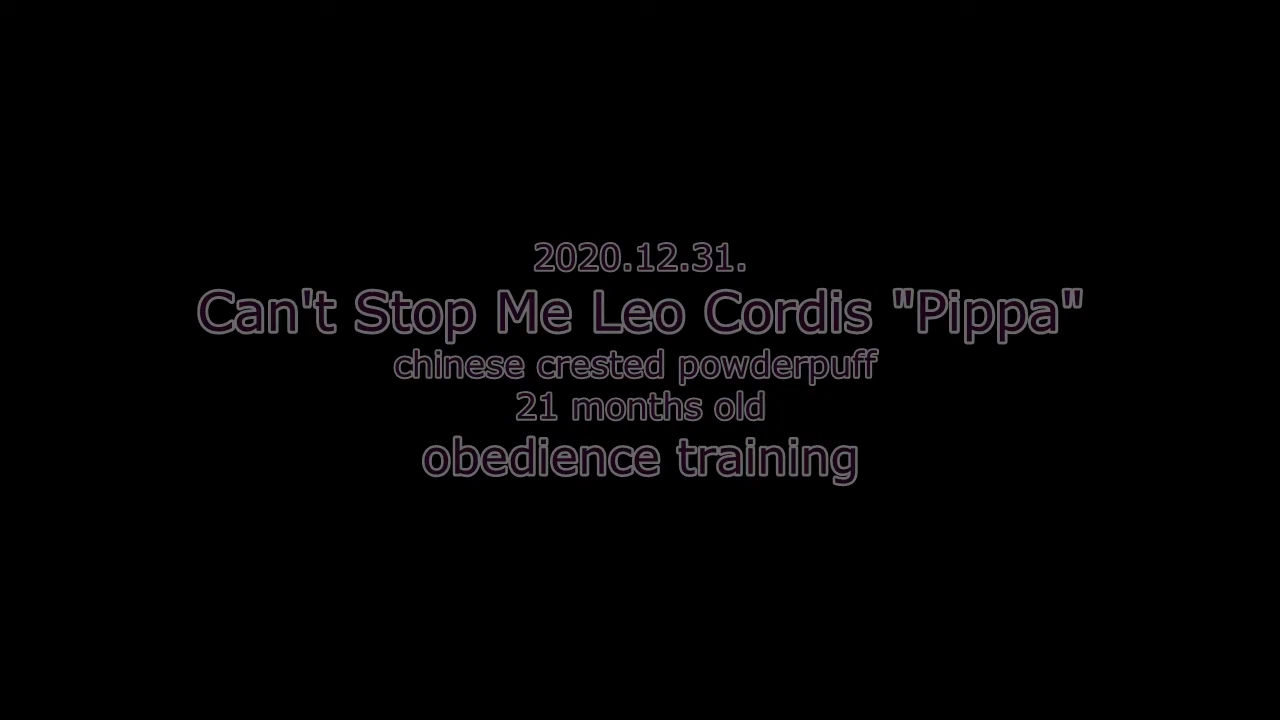 2020.12.31.
Can't Stop Me Leo Cordis "Pippa"
chinese crested powderpuff
21 months old
obedience training